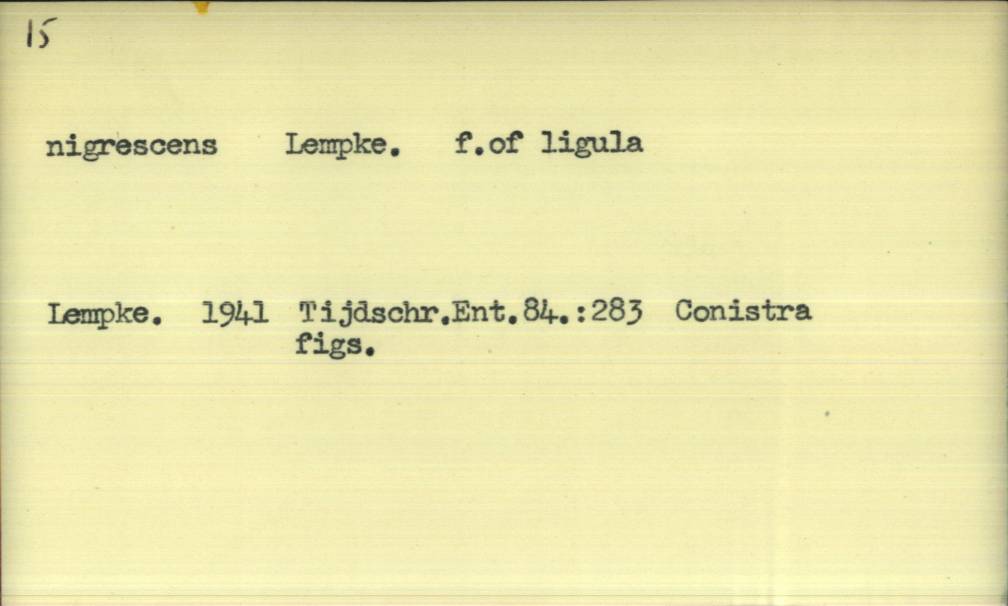 15
nigrescens Lempke. f.of ligula
Lempke. 1941 Tijdschr.Ent.84.:283 Conistra
figs.